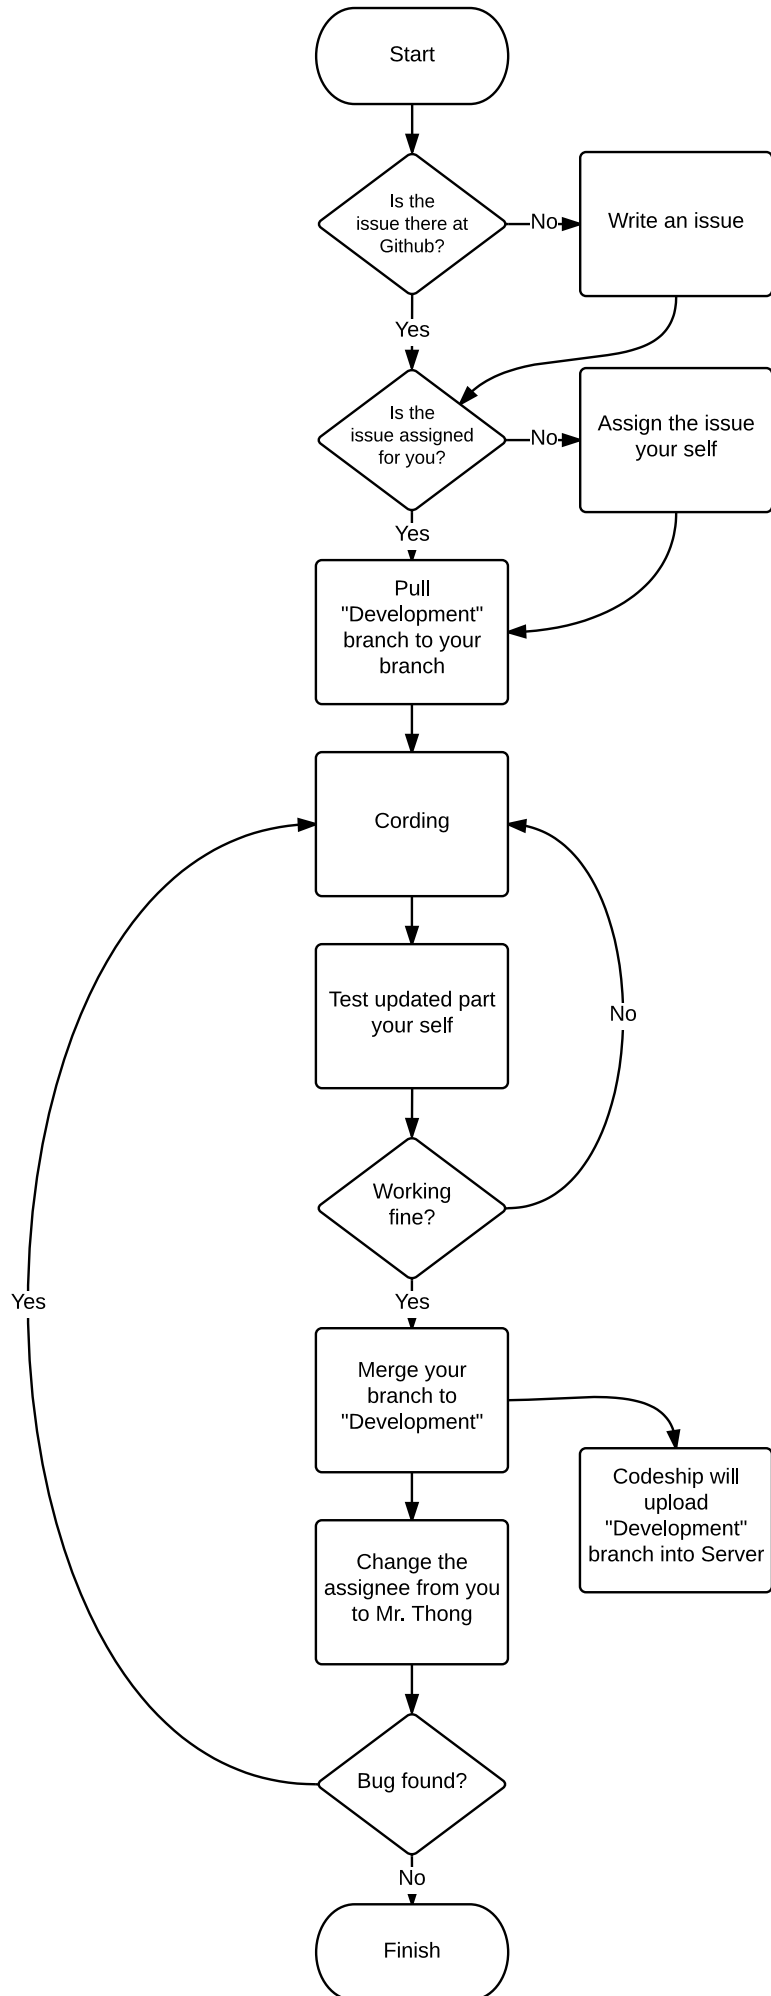 Start
Is the
issue there at
Github?
No
Write an issue
Yes
Is the
issue assigned
for you?
No
Assign the issue
your self
Yes
Pull
"Development"
branch to your
branch
Cording
Test updated part
your self
No
Working
fine?
Yes
Yes
Merge your
branch to
"Development"
Codeship will
upload
"Development"
branch into Server
Change the
assignee from you
to Mr. Thong
Bug found?
No
Finish